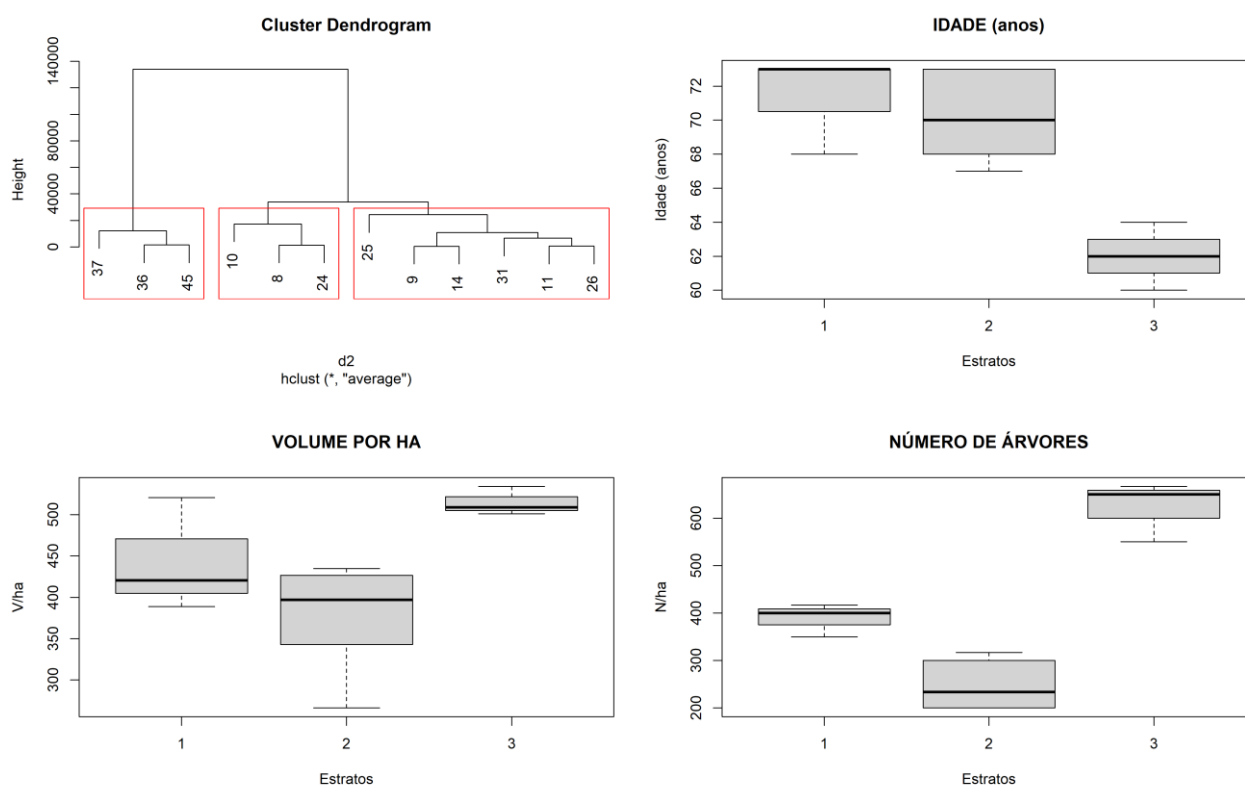 Cluster Dendrogram
Height
0 40000 80000 140000
37 36 45 10 8 24 25 9 14 31 11 26
d2
hclust (*, "average")
IDADE (anos)
Idade (anos)
60 62 64 66 68 70 72
1 2 3
Estratos
VOLUME POR HA
V/ha
300 350 400 450 500
1 2 3
Estratos
NÚMERO DE ÁRVORES
N/ha
200 300 400 500 600
1 2 3
Estratos